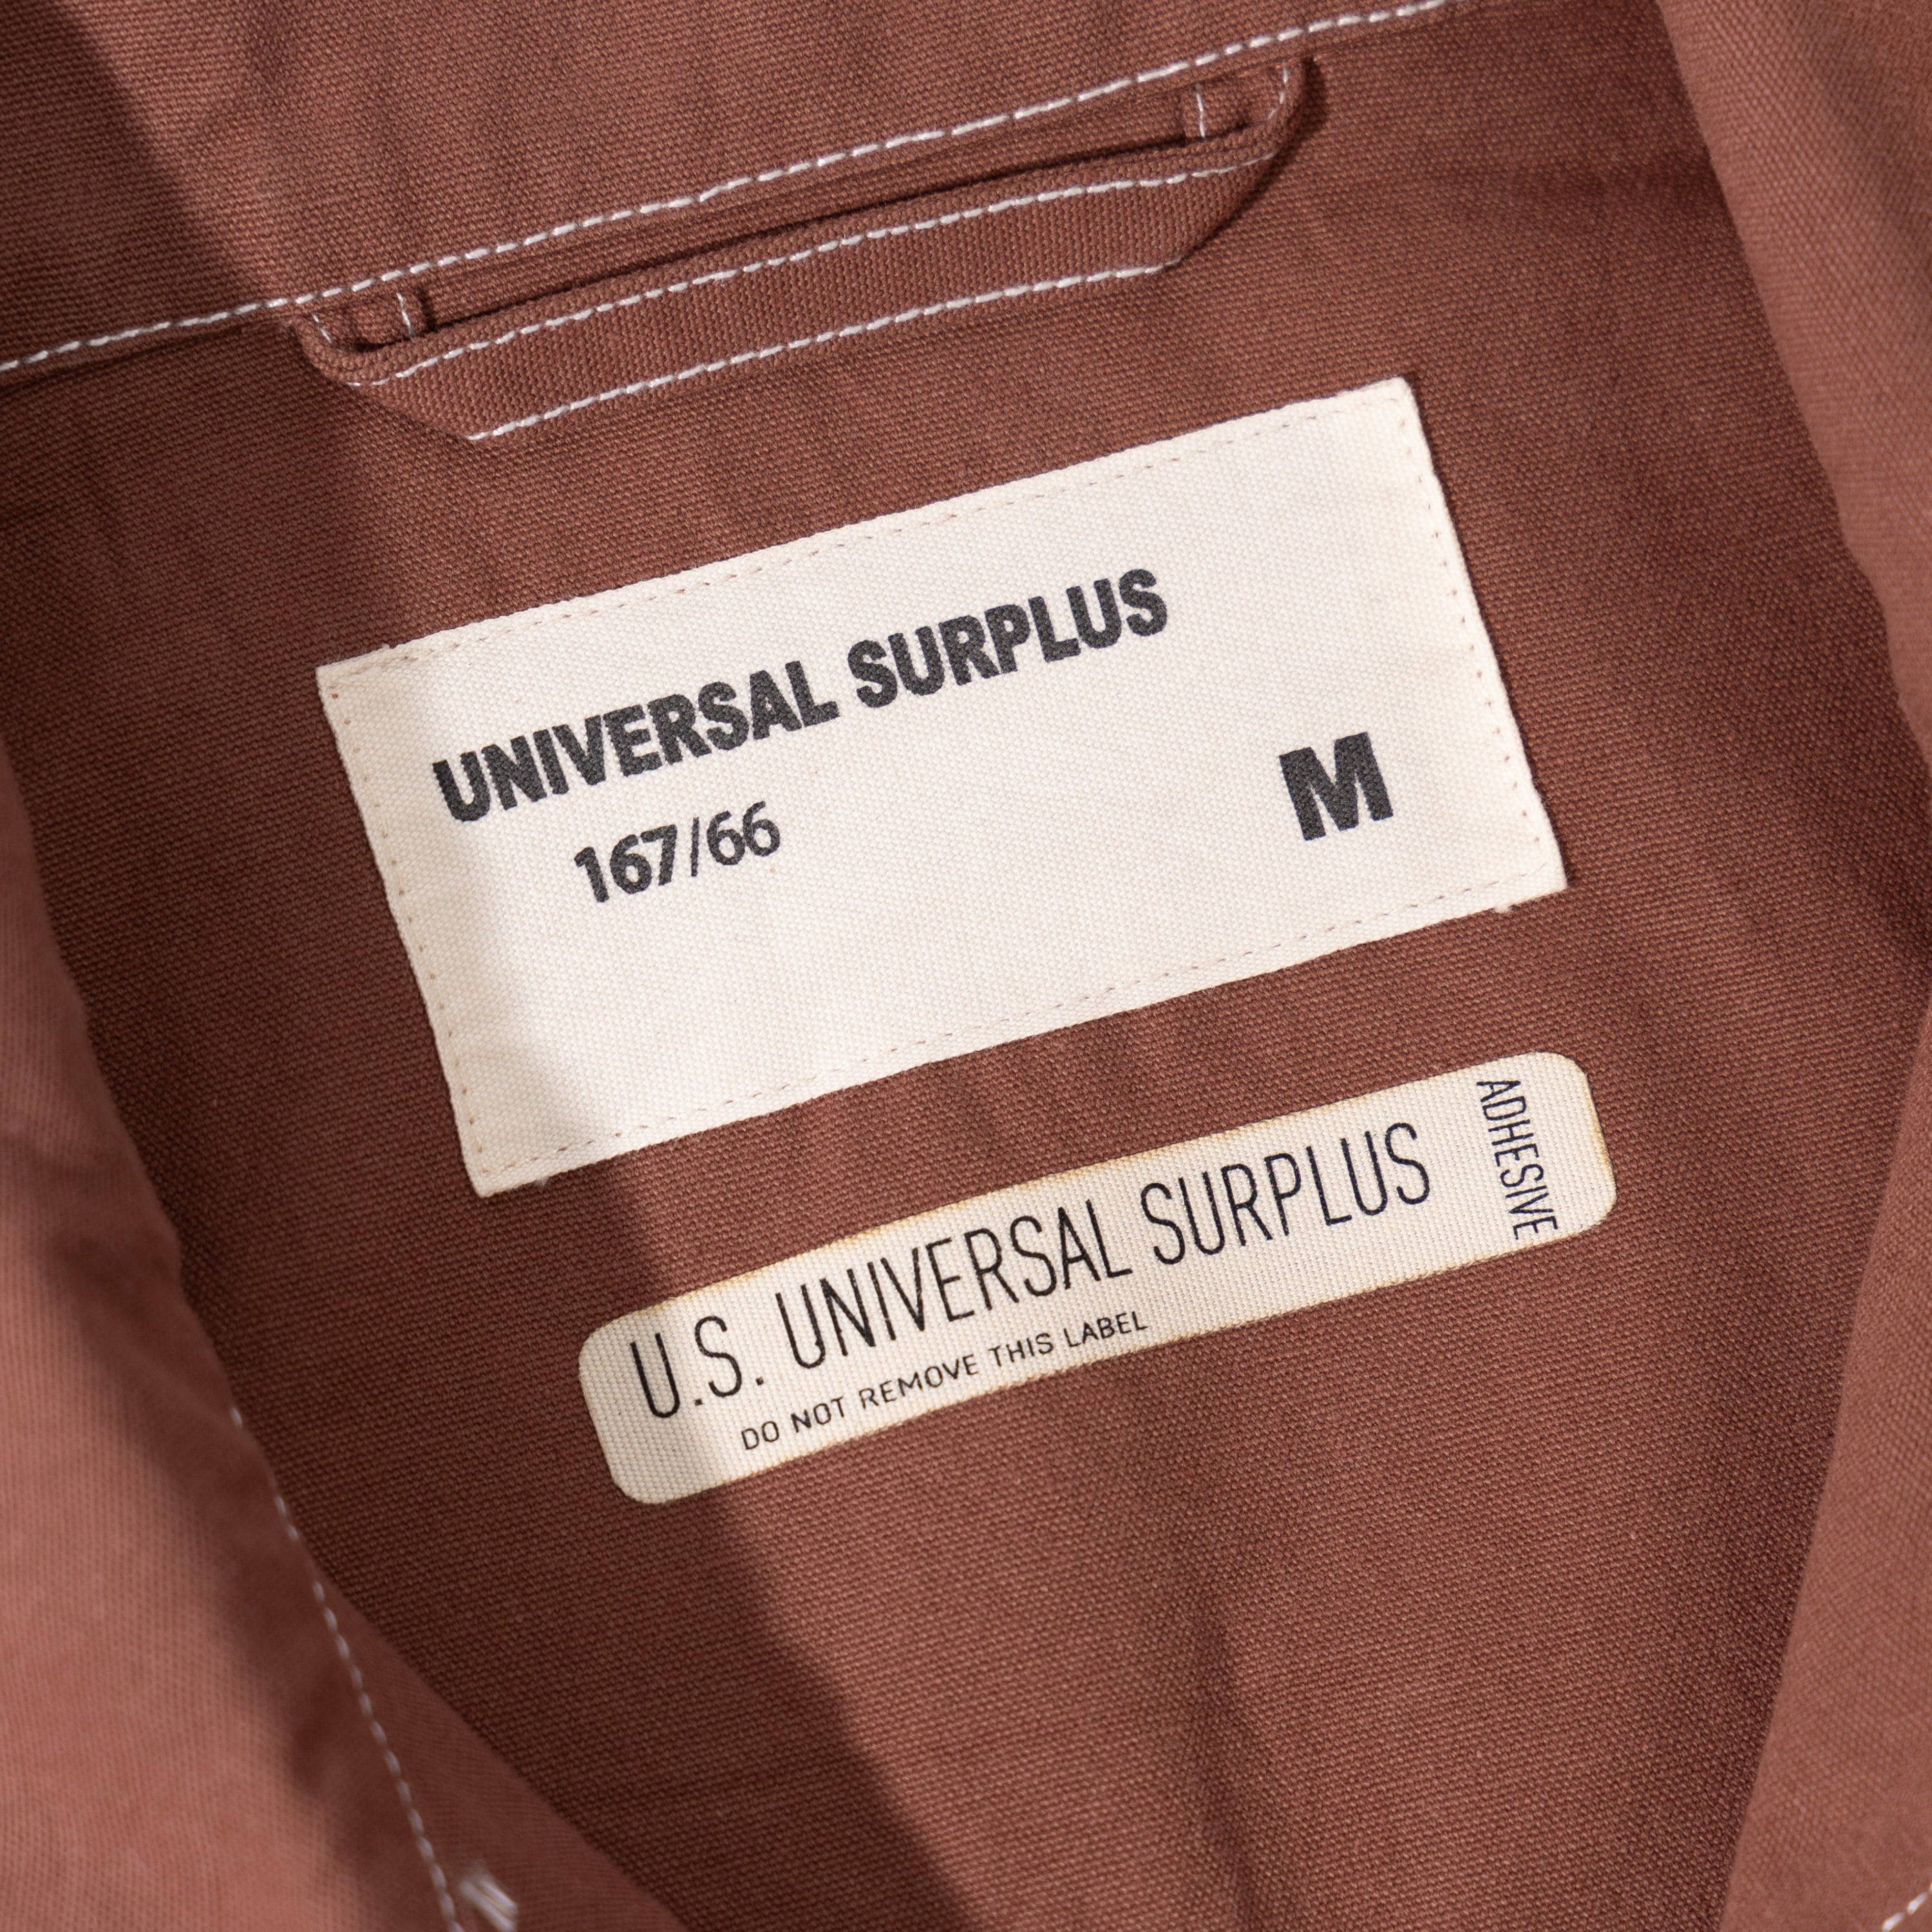 UNIVERSAL SURPLUS
167/66
M
U.S. UNIVERSAL SURPLUS
DO NOT REMOVE THIS LABEL
ADHESIVE